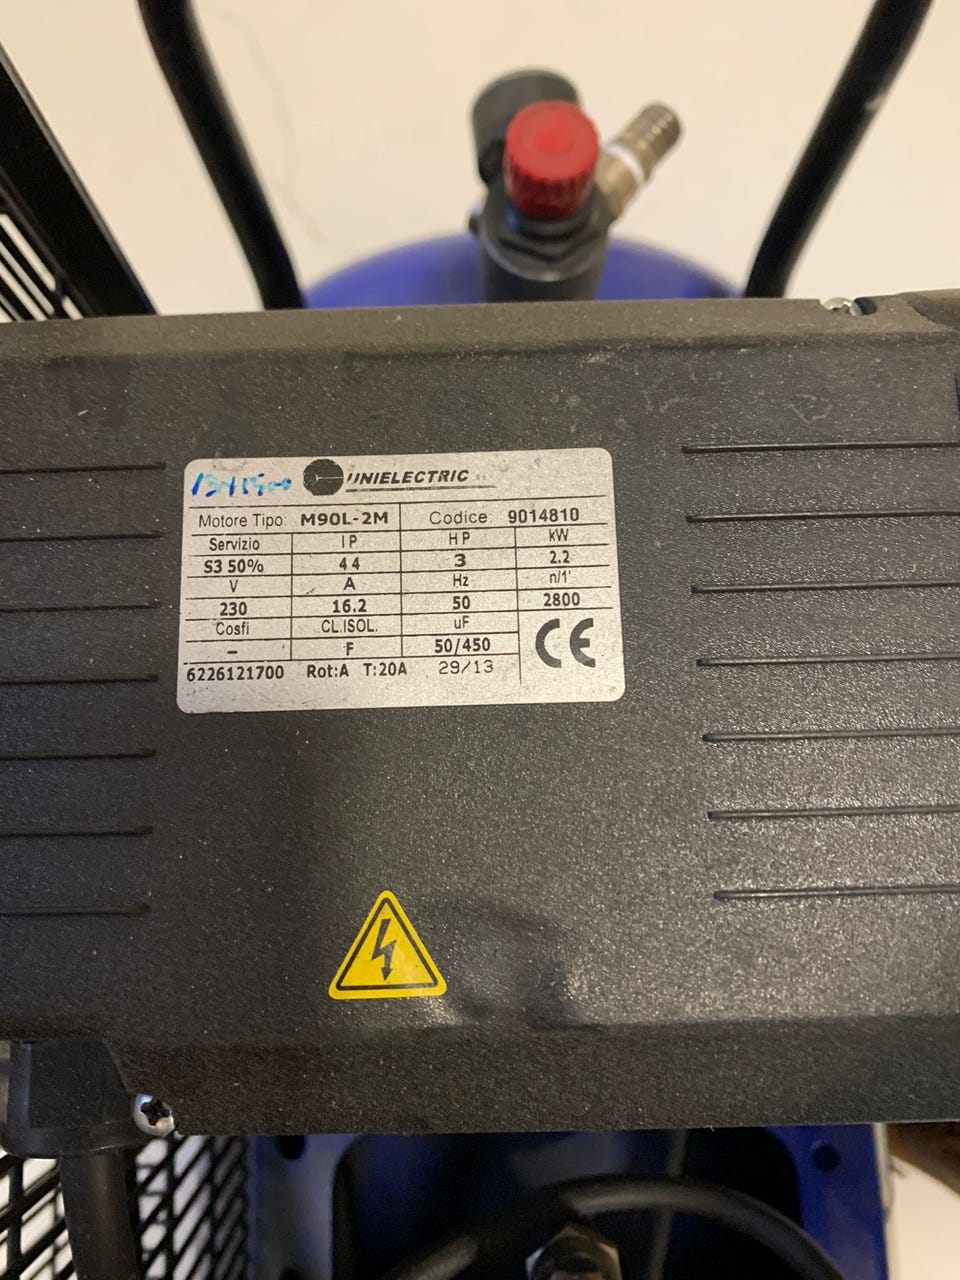 UNIELECTRIC
Motore Tipo: M90L-2M Codice: 9014810
Servizio IP HP kW
S3 50% 44 3 2.2
V A Hz n/1'
230 16.2 50 2800
Cosfi CL.ISOL. uF
– F 50/450 CE
6226121700 Rot:A T:20A 29/13